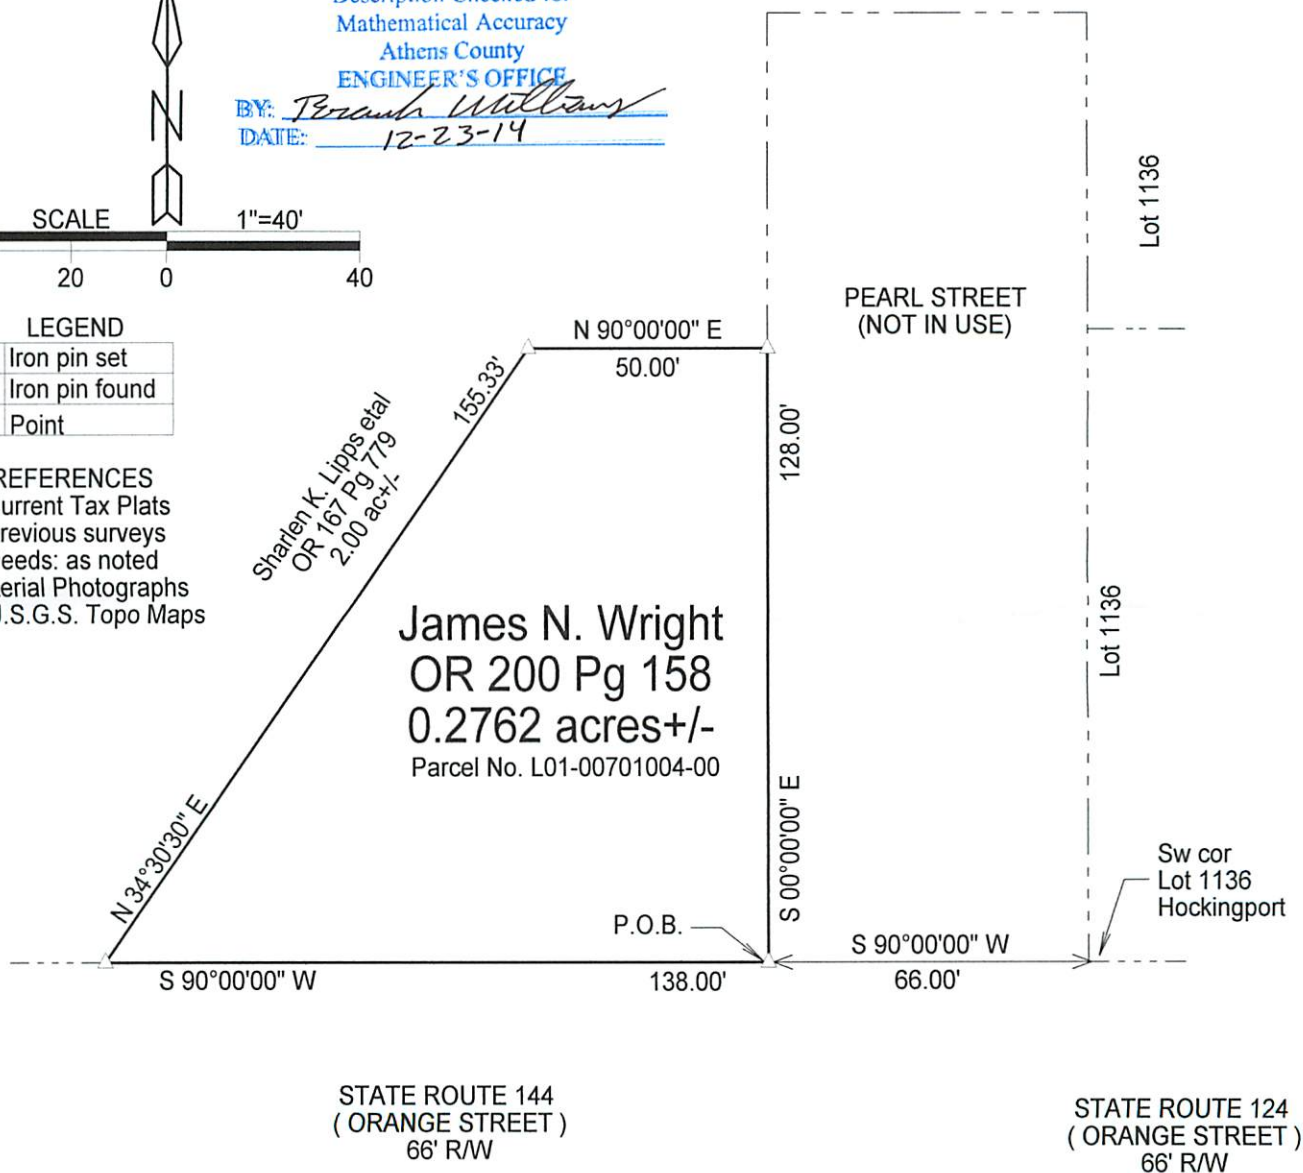 Mathematical Accuracy
Athens County
ENGINEER'S OFFICE
BY:
Williams
DATE: 12-23-14
N
SCALE 1"=40'
20 0 40
LEGEND
Iron pin set
Iron pin found
Point
REFERENCES
urrent Tax Plats
revious surveys
eeds: as noted
erial Photographs
.S.G.S. Topo Maps
N 90°00'00" E
50.00'
PEARL STREET
(NOT IN USE)
Lot 1136
155.33'
128.00'
Sharlen K. Lipps etal
OR 167 Pg 779
2.00 ac+/-
James N. Wright
OR 200 Pg 158
0.2762 acres+/-
Parcel No. L01-00701004-00
Lot 1136
N 34°30'30" E
S 00°00'00" E
P.O.B.
Sw cor
Lot 1136
Hockingport
S 90°00'00" W
138.00'
S 90°00'00" W
66.00'
STATE ROUTE 144
( ORANGE STREET )
66' R/W
STATE ROUTE 124
( ORANGE STREET )
66' R/W